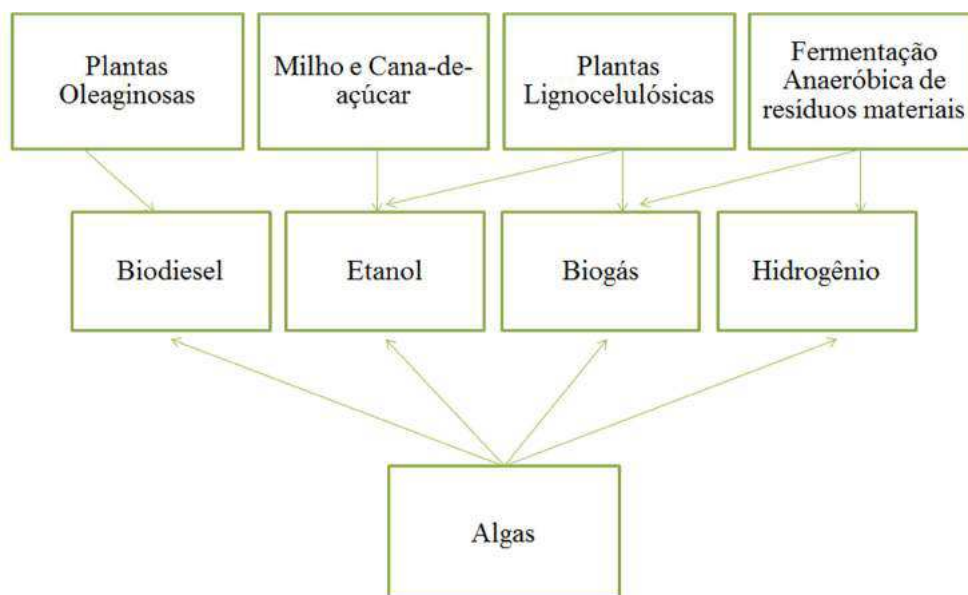 Plantas
Oleaginosas
Milho e Cana-de-
açúcar
Plantas
Lignocelulósicas
Fermentação
Anaeróbica de
resíduos materiais
Biodiesel
Etanol
Biogás
Hidrogênio
Algas